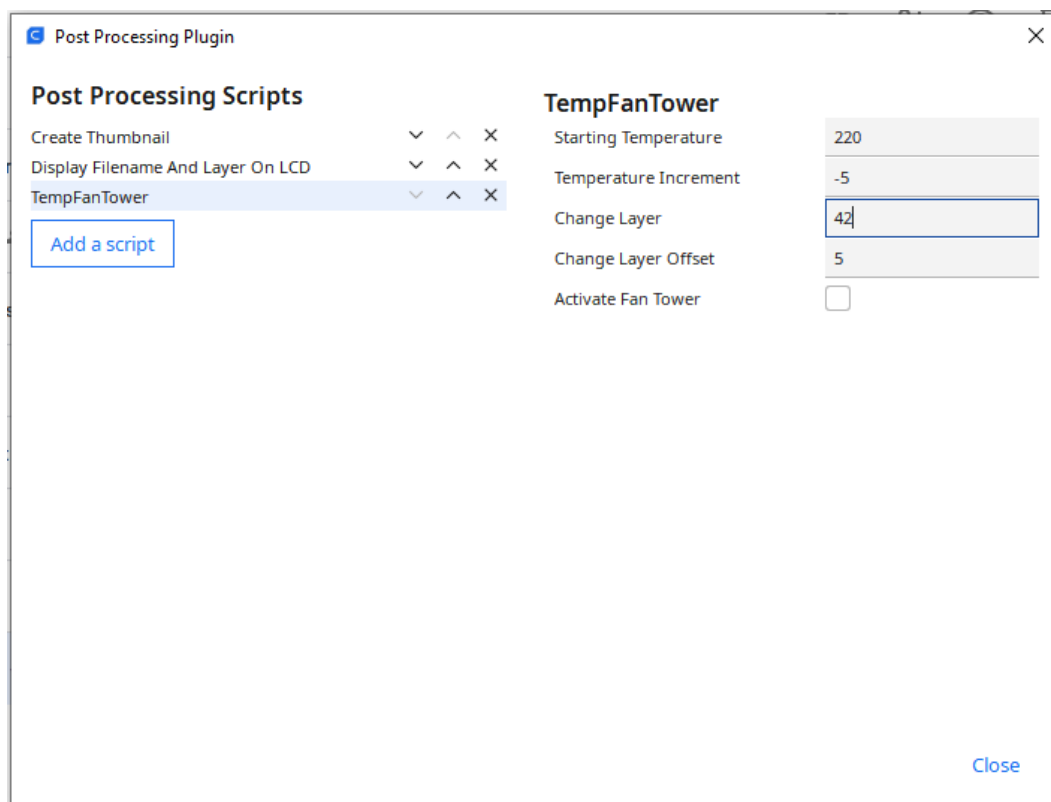 Post Processing Plugin
Post Processing Scripts
Create Thumbnail
Display Filename And Layer On LCD
TempFanTower
Add a script
TempFanTower
Starting Temperature 220
Temperature Increment -5
Change Layer 42
Change Layer Offset 5
Activate Fan Tower
Close